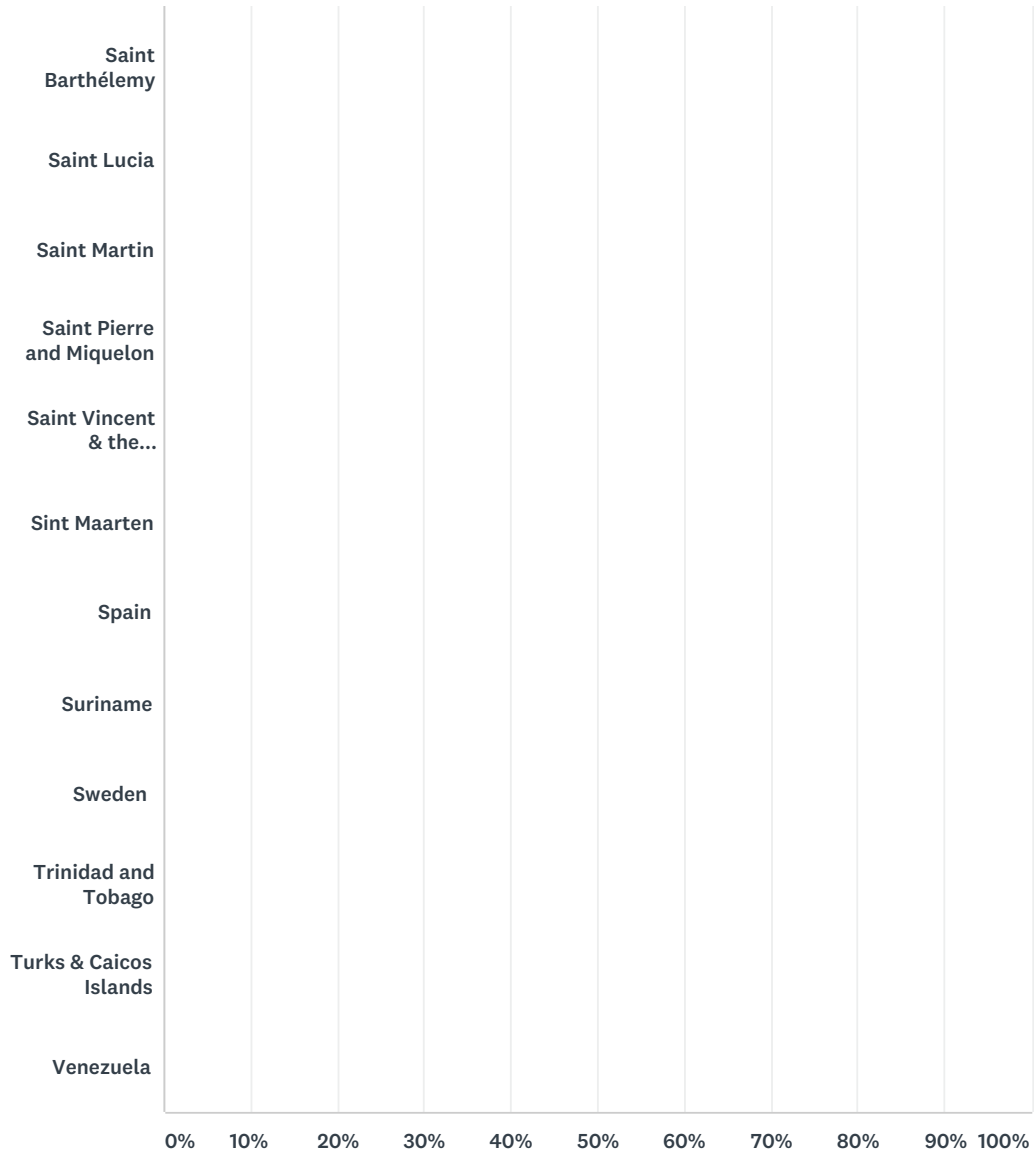 Saint
Barthélemy
Saint Lucia
Saint Martin
Saint Pierre
and Miquelon
Saint Vincent
& the...
Sint Maarten
Spain
Suriname
Sweden
Trinidad and
Tobago
Turks & Caicos
Islands
Venezuela
0% 10% 20% 30% 40% 50% 60% 70% 80% 90% 100%